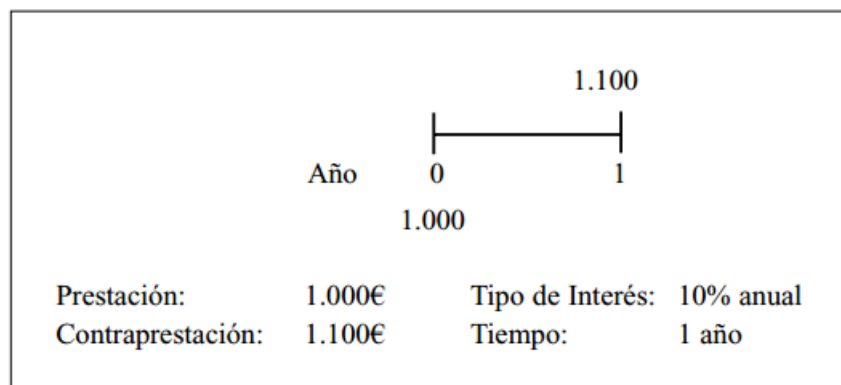 1.100
Año 0 1
1.000
Prestación: 1.000€ Tipo de Interés: 10% anual
Contraprestación: 1.100€ Tiempo: 1 año